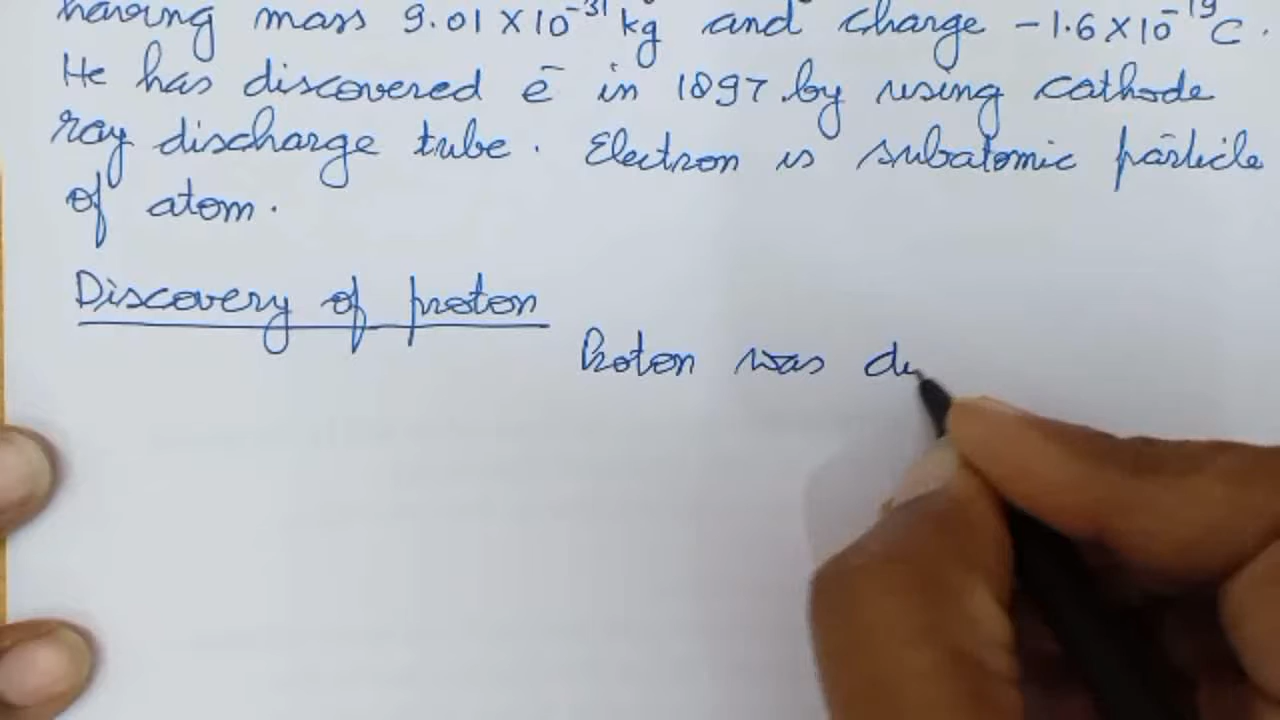 having mass 9.01 × 10⁻³¹ kg and charge −1.6 × 10⁻¹⁹ C.
He has discovered e⁻ in 1897 by using cathode
ray discharge tube. Electron is subatomic particle
of atom.
Discovery of proton
Proton was